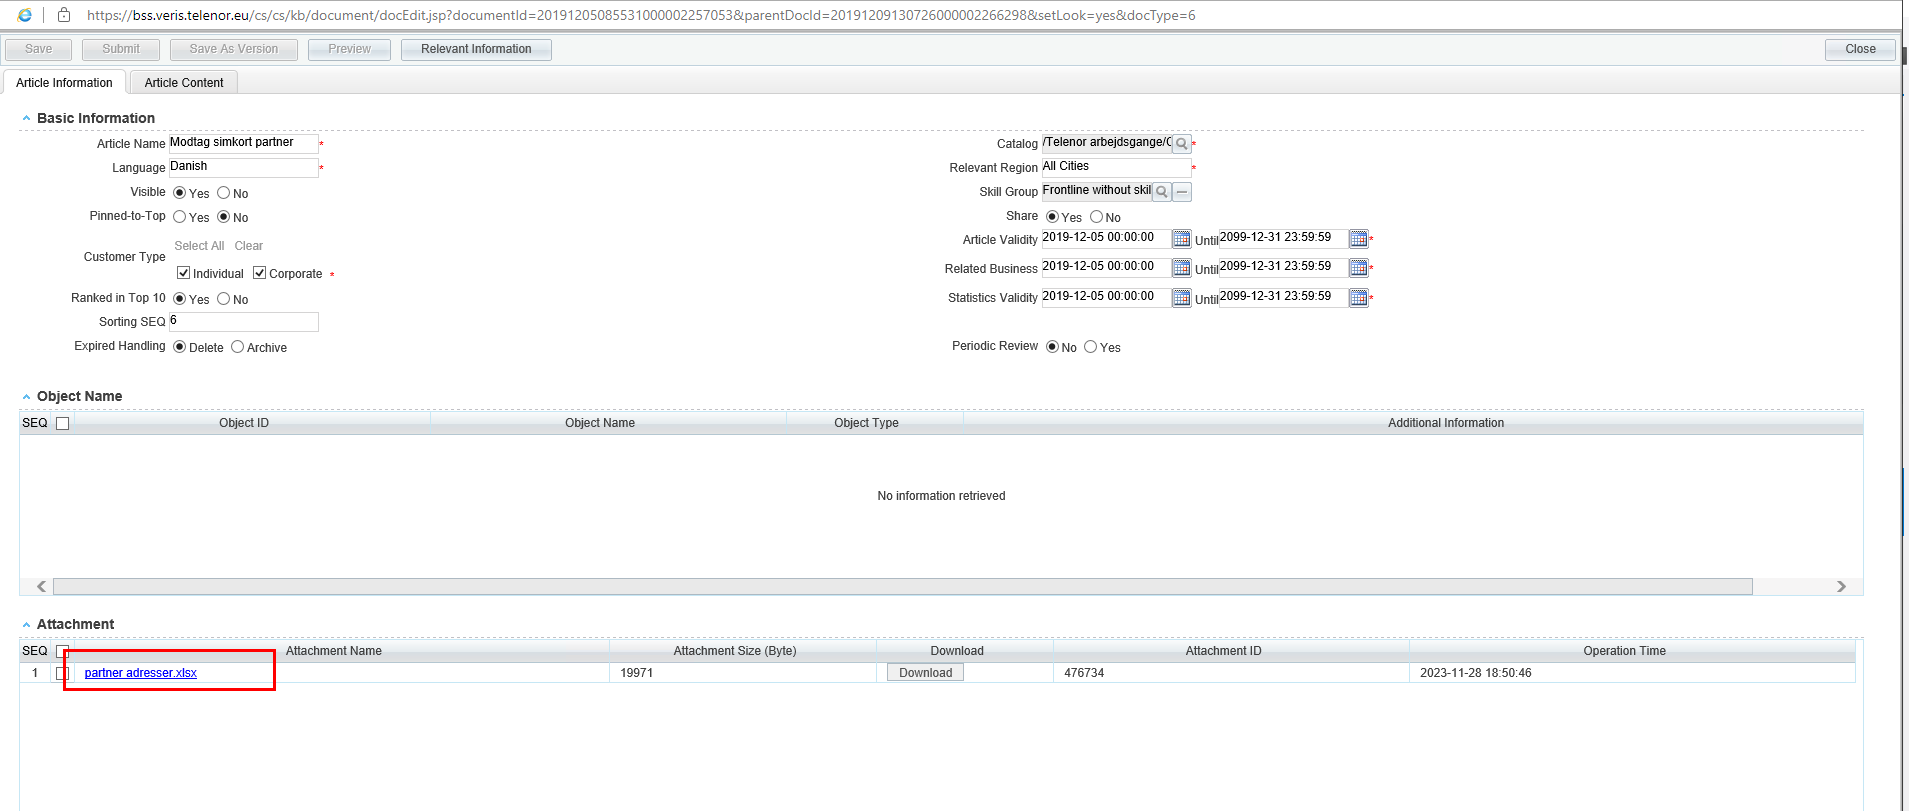 https://bss.veris.telenor.eu/cs/cs/kb/document/docEdit.jsp?documentId=20191205085531000002257053&parentDocId=20191209130726000002266298&setLook=yes&docType=6
Save Submit Save As Version Preview Relevant Information Close
Article Information Article Content
Basic Information
Article Name Modtag simkort partner * Catalog /Telenor arbejdsgange/ *
Language Danish * Relevant Region All Cities *
Visible Yes No Skill Group Frontline without skil
Pinned-to-Top Yes No Share Yes No
Select All Clear Article Validity 2019-12-05 00:00:00 Until 2099-12-31 23:59:59 *
Customer Type
Individual Corporate * Related Business 2019-12-05 00:00:00 Until 2099-12-31 23:59:59 *
Ranked in Top 10 Yes No Statistics Validity 2019-12-05 00:00:00 Until 2099-12-31 23:59:59 *
Sorting SEQ 6
Expired Handling Delete Archive Periodic Review No Yes
Object Name
SEQ Object ID Object Name Object Type Additional Information
No information retrieved
Attachment
SEQ Attachment Name Attachment Size (Byte) Download Attachment ID Operation Time
1 partner adresser.xlsx 19971 Download 476734 2023-11-28 18:50:46